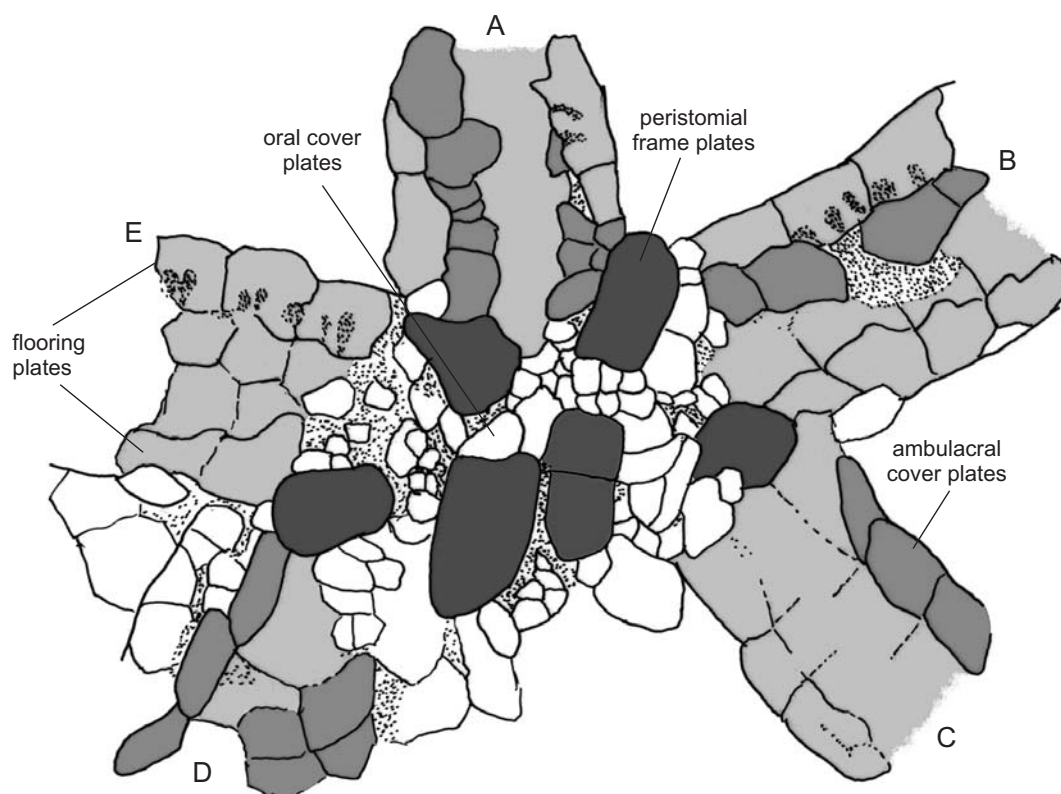 A
peristomial
frame plates
oral cover
plates
B
E
flooring
plates
ambulacral
cover plates
C
D